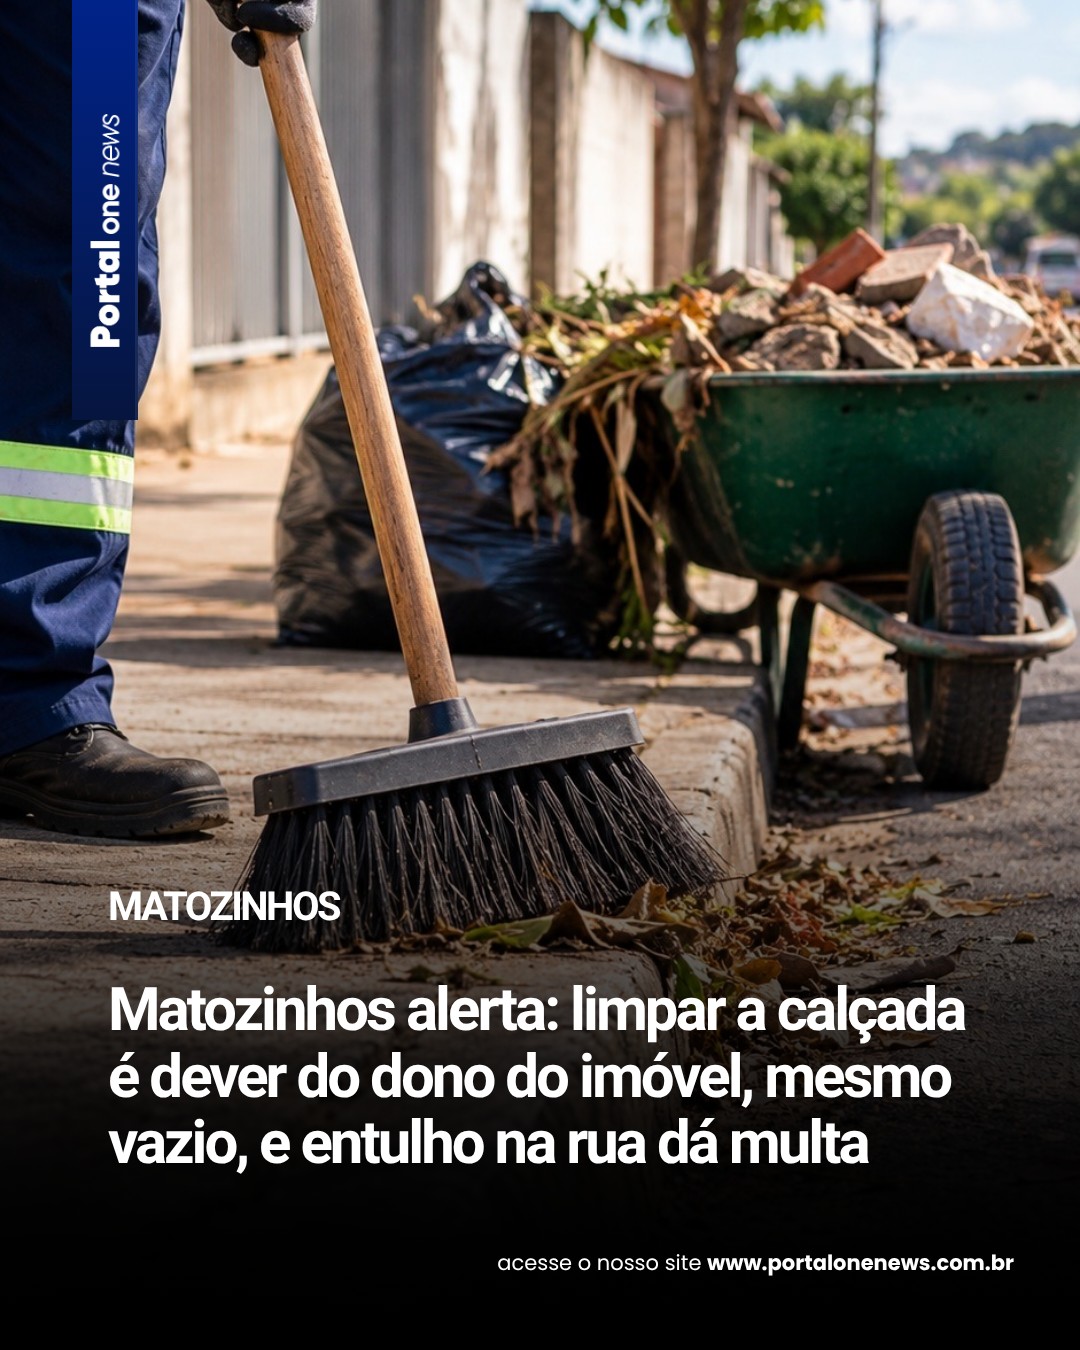 Portal one news
MATOZINHOS
Matozinhos alerta: limpar a calçada
é dever do dono do imóvel, mesmo
vazio, e entulho na rua dá multa
acesse o nosso site www.portalonenews.com.br